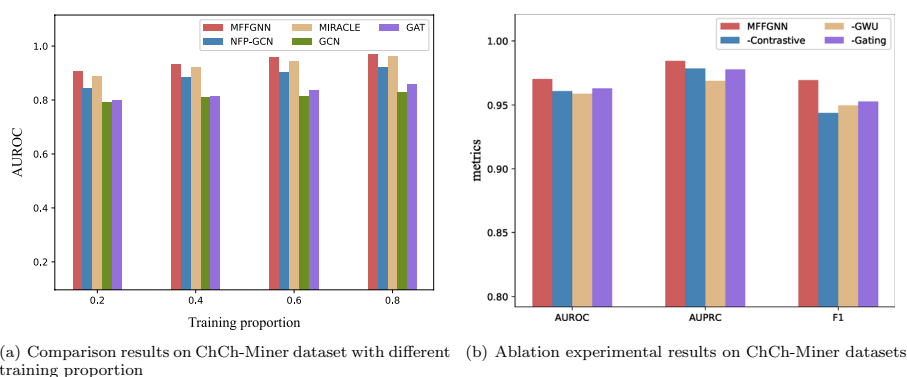 MFFGNN
NFP-GCN
MIRACLE
GCN
GAT
1.0
0.8
0.6
0.4
0.2
AUROC
0.2
0.4
0.6
0.8
Training proportion
(a) Comparison results on ChCh-Miner dataset with different
training proportion
MFFGNN
-Contrastive
-GWU
-Gating
1.00
0.95
0.90
0.85
0.80
metrics
AUROC
AUPRC
F1
(b) Ablation experimental results on ChCh-Miner datasets